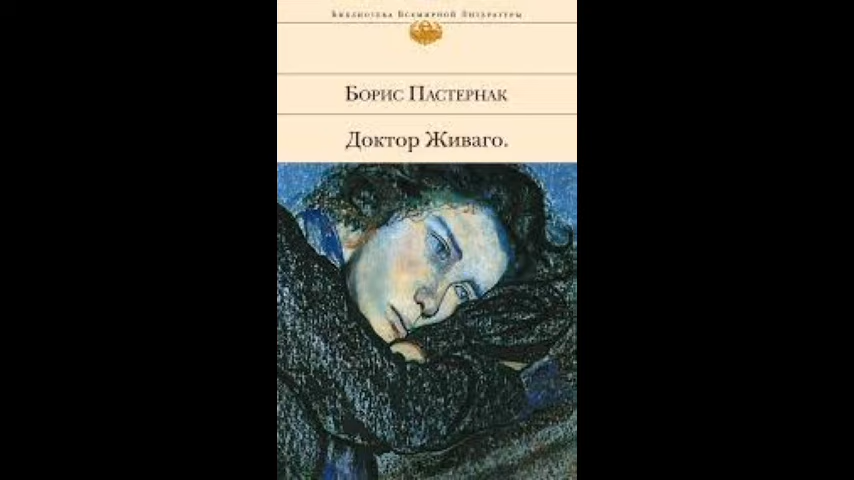 Библиотека Всемирной Литературы
Борис Пастернак
Доктор Живаго.